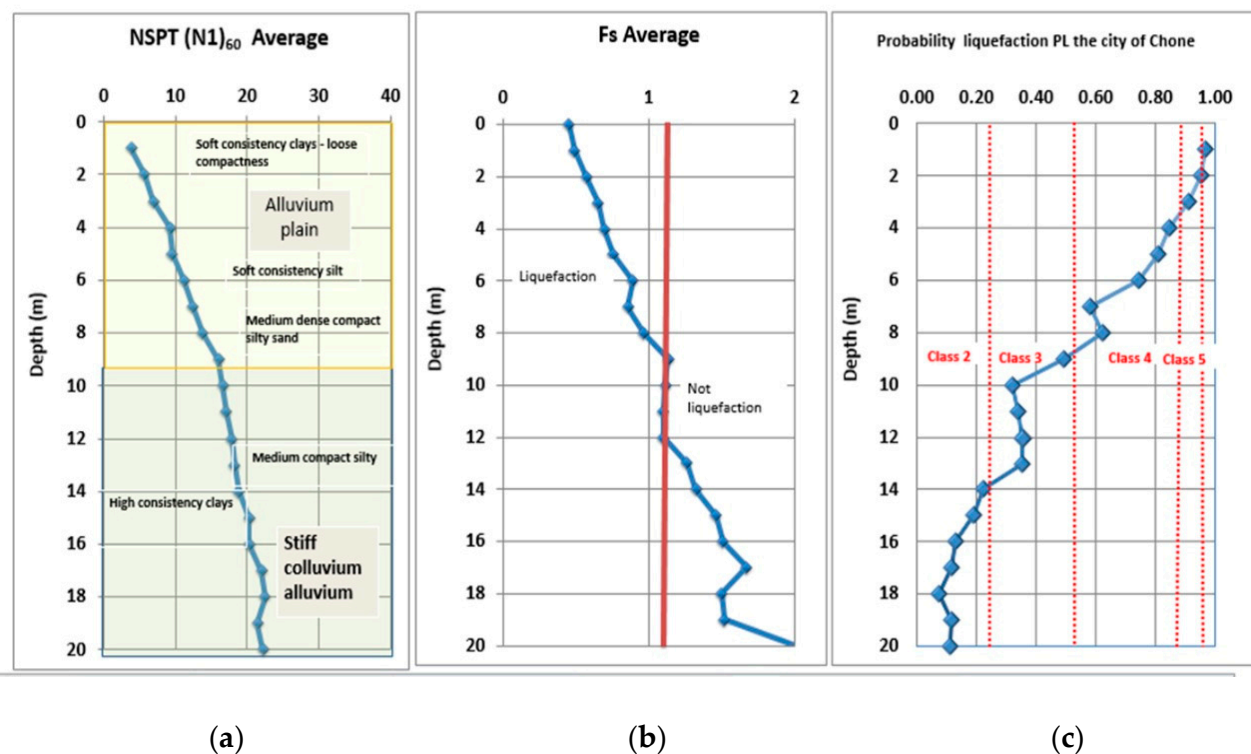 NSPT (N1)60 Average
0 10 20 30 40
Depth (m)
0
2
4
6
8
10
12
14
16
18
20
Soft consistency clays - loose
compactness
Alluvium
plain
Soft consistency silt
Medium dense compact
silty sand
Medium compact silty
High consistency clays
Stiff
colluvium
alluvium
(a)
Fs Average
0 1 2
Depth (m)
0
2
4
6
8
10
12
14
16
18
20
Liquefaction
Not
liquefaction
(b)
Probability liquefaction PL the city of Chone
0.00 0.20 0.40 0.60 0.80 1.00
Depth (m)
0
2
4
6
8
10
12
14
16
18
20
Class 2 Class 3 Class 4 Class 5
(c)